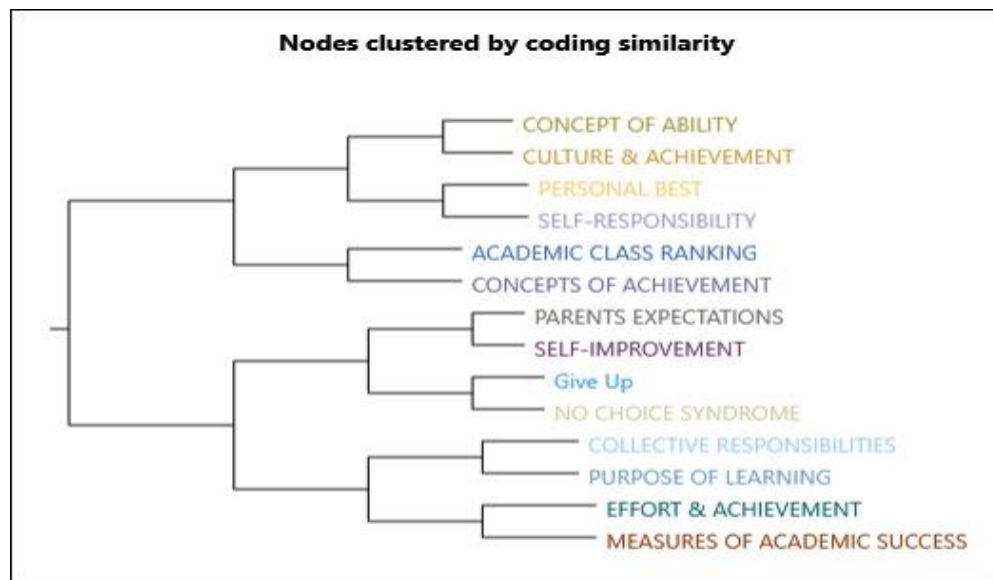 Nodes clustered by coding similarity
CONCEPT OF ABILITY
CULTURE & ACHIEVEMENT
PERSONAL BEST
SELF-RESPONSIBILITY
ACADEMIC CLASS RANKING
CONCEPTS OF ACHIEVEMENT
PARENTS EXPECTATIONS
SELF-IMPROVEMENT
Give Up
NO CHOICE SYNDROME
COLLECTIVE RESPONSIBILITIES
PURPOSE OF LEARNING
EFFORT & ACHIEVEMENT
MEASURES OF ACADEMIC SUCCESS